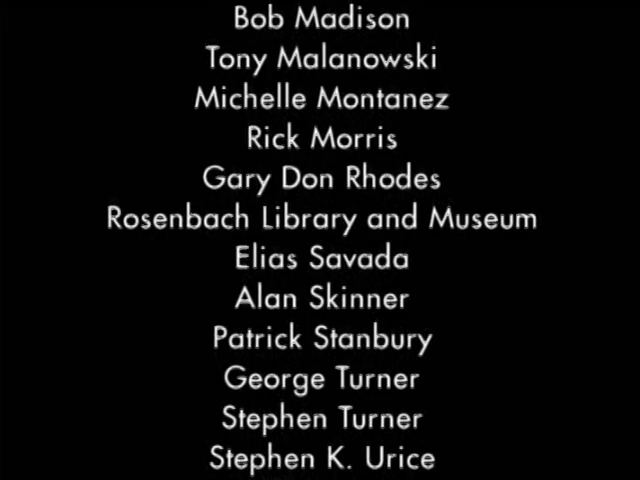 Bob Madison
Tony Malanowski
Michelle Montanez
Rick Morris
Gary Don Rhodes
Rosenbach Library and Museum
Elias Savada
Alan Skinner
Patrick Stanbury
George Turner
Stephen Turner
Stephen K. Urice